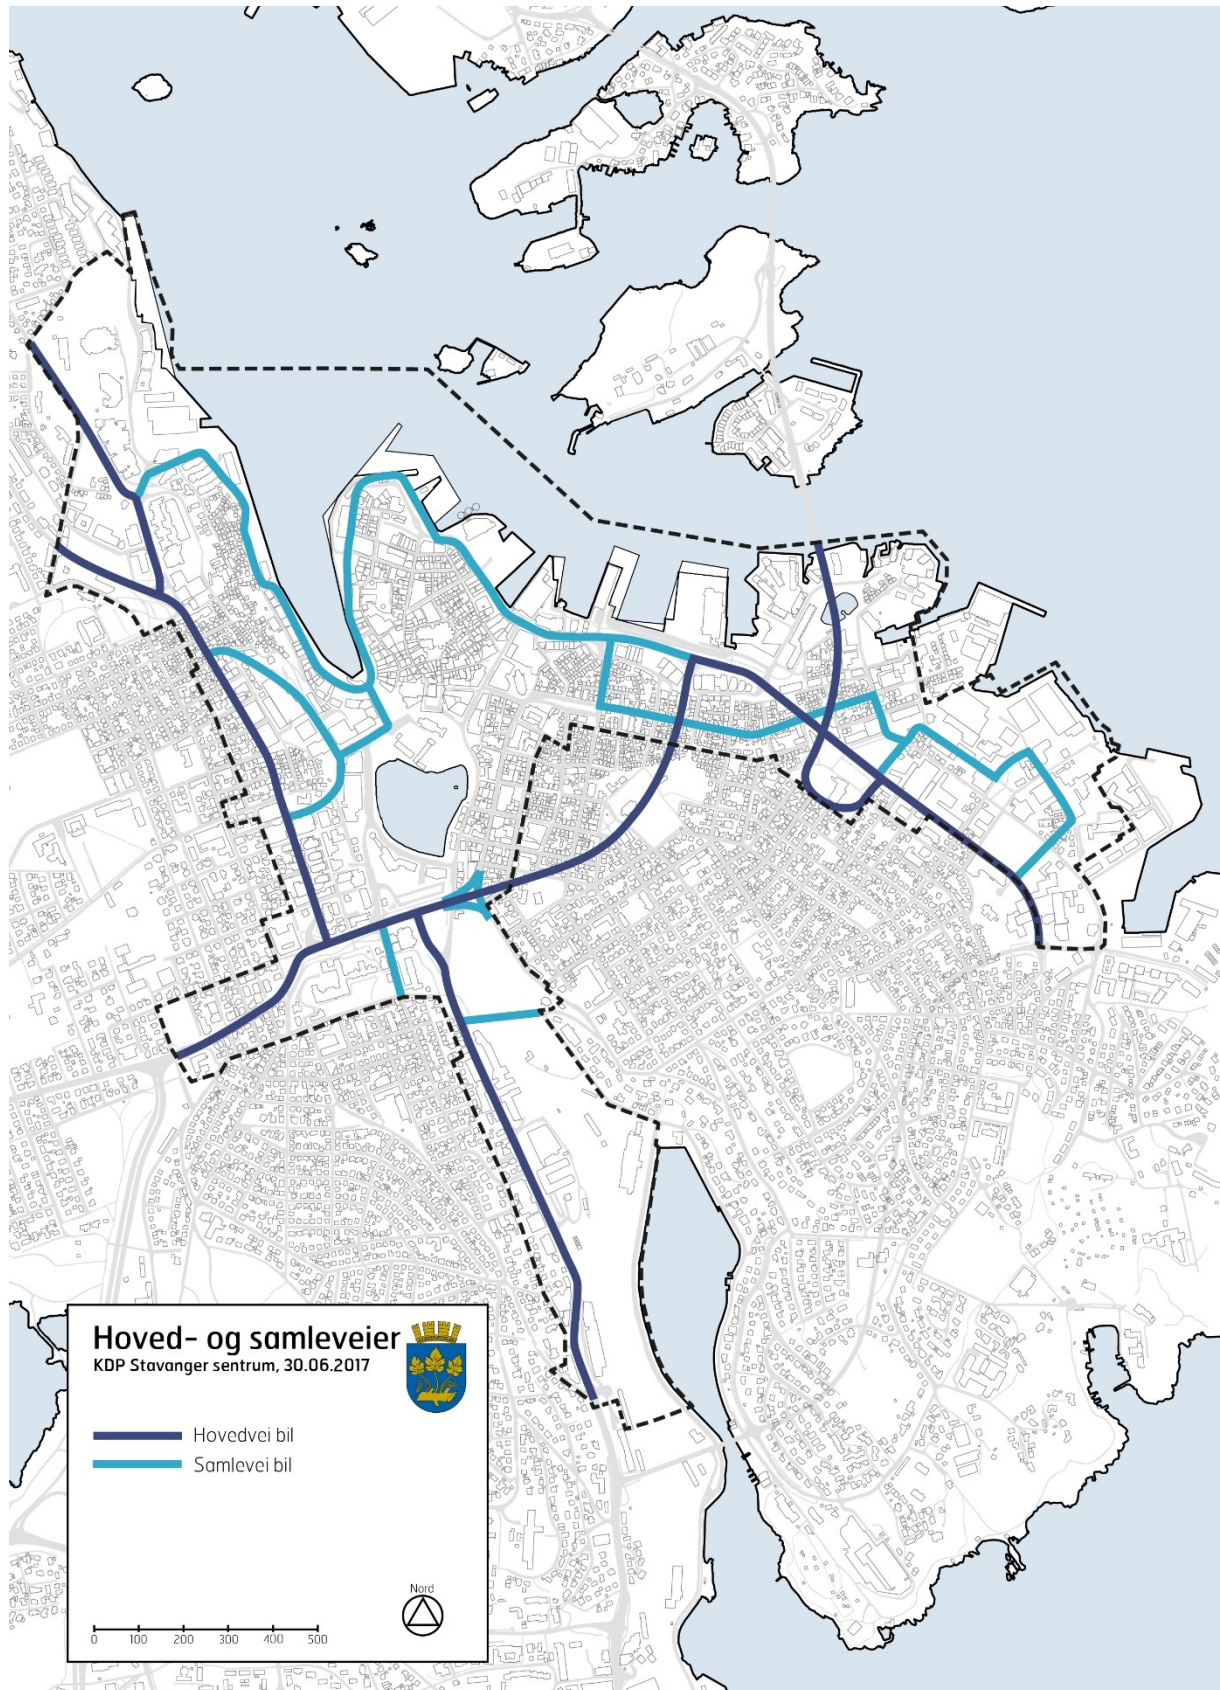 Hoved- og samleveier
KDP Stavanger sentrum, 30.06.2017
Hovedvei bil
Samlevei bil
Nord
0 100 200 300 400 500